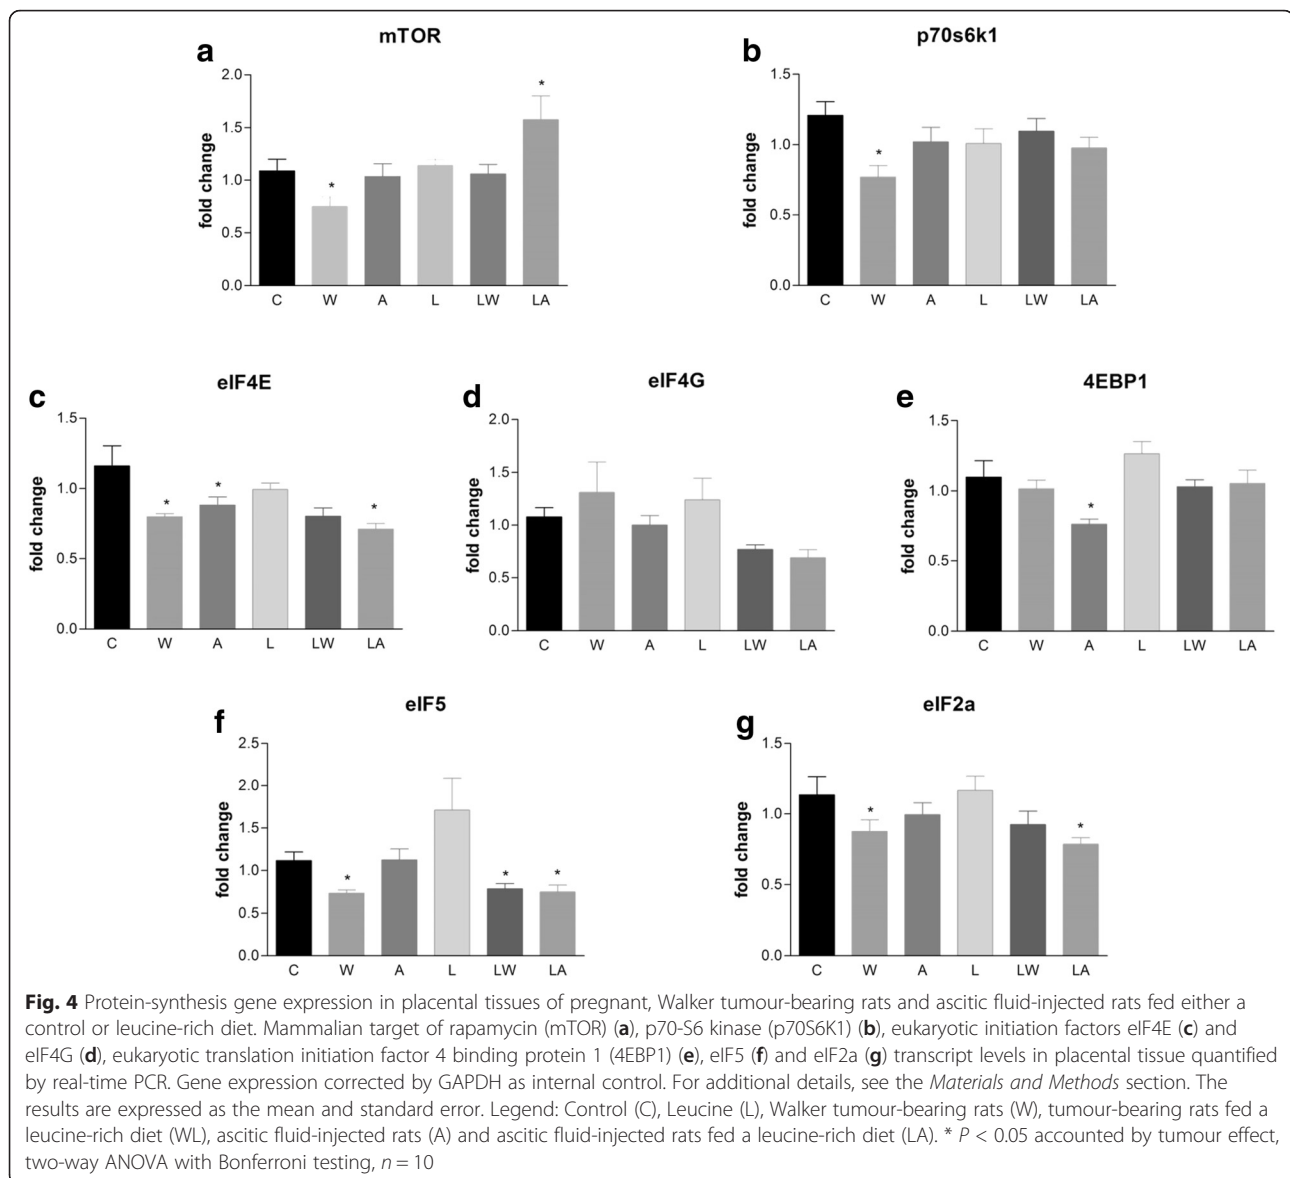 a
mTOR
fold change
2.0
1.5
1.0
0.5
0.0
*
*
C W A L LW LA
b
p70s6k1
fold change
1.5
1.0
0.5
0.0
*
C W A L LW LA
c
eIF4E
fold change
1.5
1.0
0.5
0.0
* * *
C W A L LW LA
d
eIF4G
fold change
2.0
1.5
1.0
0.5
0.0
C W A L LW LA
e
4EBP1
fold change
1.5
1.0
0.5
0.0
*
C W A L LW LA
f
eIF5
fold change
2.5
2.0
1.5
1.0
0.5
0.0
* * *
C W A L LW LA
g
eIF2a
fold change
1.5
1.0
0.5
0.0
* *
C W A L LW LA
Fig. 4 Protein-synthesis gene expression in placental tissues of pregnant, Walker tumour-bearing rats and ascitic fluid-injected rats fed either a
control or leucine-rich diet. Mammalian target of rapamycin (mTOR) (a), p70-S6 kinase (p70S6K1) (b), eukaryotic initiation factors eIF4E (c) and
eIF4G (d), eukaryotic translation initiation factor 4 binding protein 1 (4EBP1) (e), eIF5 (f) and eIF2a (g) transcript levels in placental tissue quantified
by real-time PCR. Gene expression corrected by GAPDH as internal control. For additional details, see the Materials and Methods section. The
results are expressed as the mean and standard error. Legend: Control (C), Leucine (L), Walker tumour-bearing rats (W), tumour-bearing rats fed a
leucine-rich diet (WL), ascitic fluid-injected rats (A) and ascitic fluid-injected rats fed a leucine-rich diet (LA). * P < 0.05 accounted by tumour effect,
two-way ANOVA with Bonferroni testing, n = 10